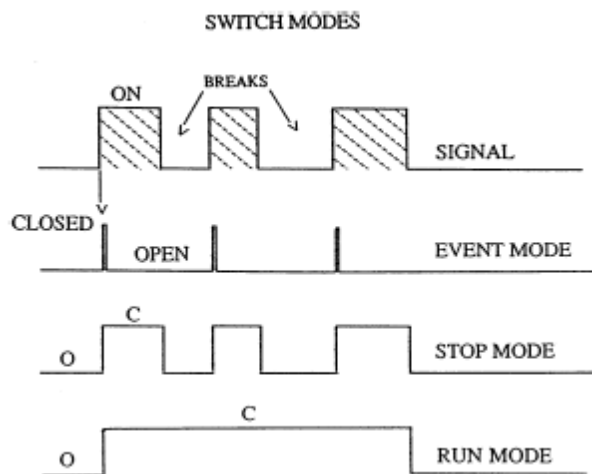 SWITCH MODES
BREAKS
ON
SIGNAL
CLOSED
OPEN
EVENT MODE
C
O
STOP MODE
C
O
RUN MODE